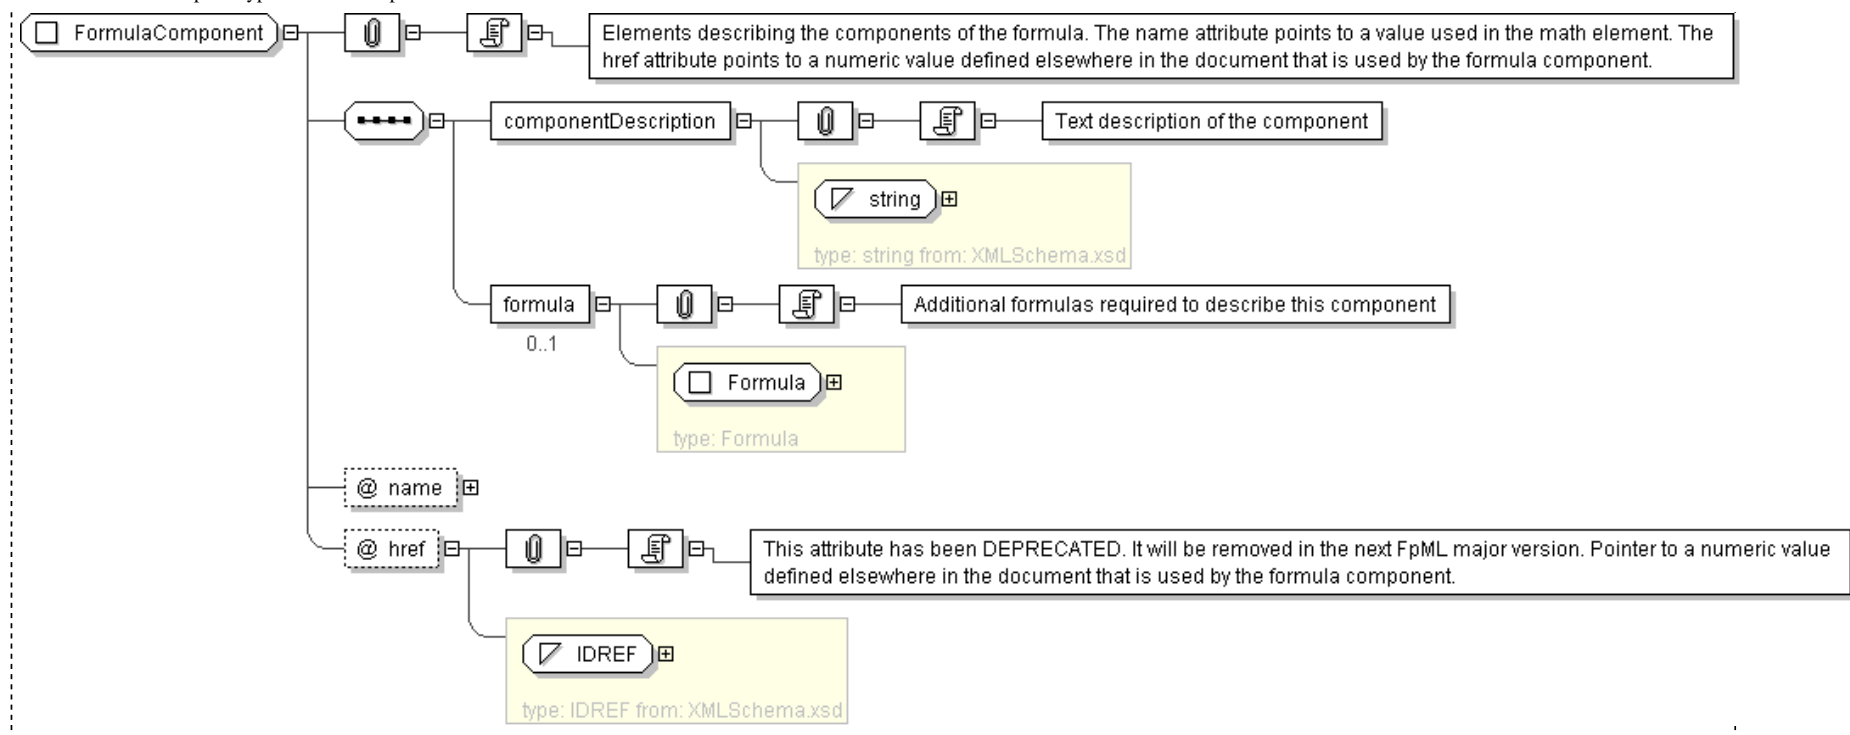 FormulaComponent
Elements describing the components of the formula. The name attribute points to a value used in the math element. The
href attribute points to a numeric value defined elsewhere in the document that is used by the formula component.
componentDescription
Text description of the component
string
type: string from: XMLSchema.xsd
formula
Additional formulas required to describe this component
0..1
Formula
type: Formula
@ name
@ href
This attribute has been DEPRECATED. It will be removed in the next FpML major version. Pointer to a numeric value
defined elsewhere in the document that is used by the formula component.
IDREF
type: IDREF from: XMLSchema.xsd